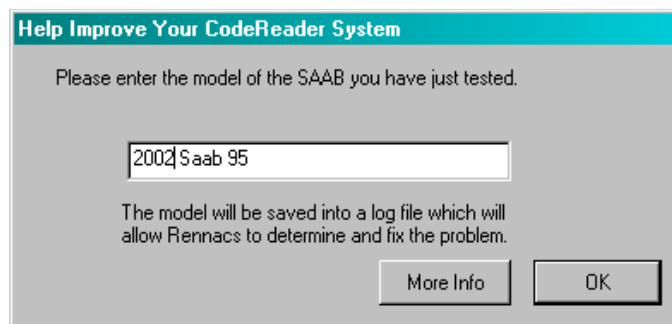 Help Improve Your CodeReader System
Please enter the model of the SAAB you have just tested.
2002 Saab 95
The model will be saved into a log file which will
allow Rennacs to determine and fix the problem.
More Info OK